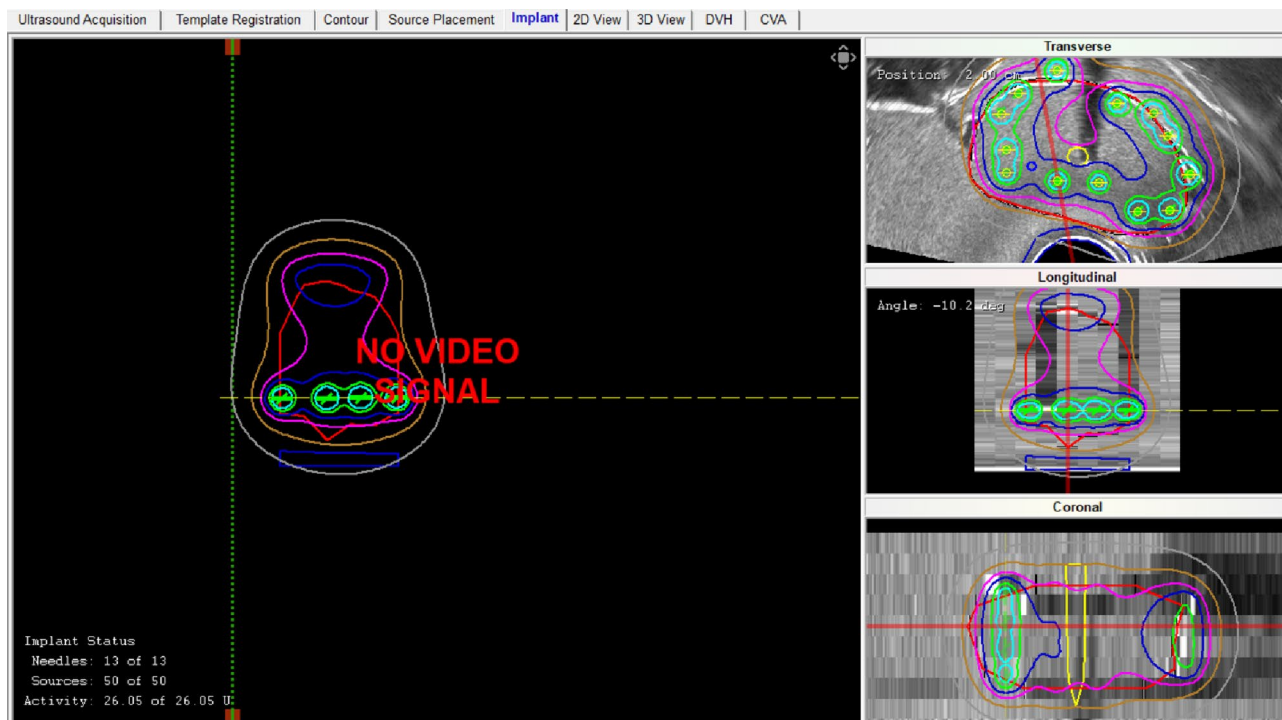 Ultrasound Acquisition Template Registration Contour Source Placement Implant 2D View 3D View DVH CVA
NO VIDEO
SIGNAL
Implant Status
Needles: 13 of 13
Sources: 50 of 50
Activity: 26.05 of 26.05 U
Transverse
Position: 2.00 cm
Longitudinal
Angle: -10.2 deg
Coronal